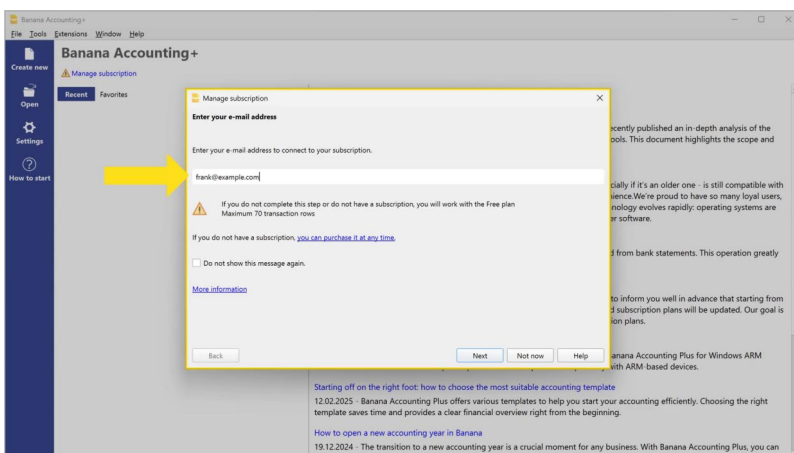 Banana Accounting+
File Tools Extensions Window Help
Create new
Open
Settings
How to start
Banana Accounting+
Manage subscription
Recent Favorites
Manage subscription
Enter your e-mail address
Enter your e-mail address to connect to your subscription.
frank@example.com
If you do not complete this step or do not have a subscription, you will work with the Free plan
Maximum 70 transaction rows
If you do not have a subscription, you can purchase it at any time.
Do not show this message again.
More information
Back Next Not now Help
ecently published an in-depth analysis of the
ools. This document highlights the scope and
cially if it's an older one - is still compatible with
ience.We're proud to have so many loyal users,
nology evolves rapidly: operating systems are
er software.
d from bank statements. This operation greatly
to inform you well in advance that starting from
d subscription plans will be updated. Our goal is
ion plans.
anana Accounting Plus for Windows ARM
with ARM-based devices.
Starting off on the right foot: how to choose the most suitable accounting template
12.02.2025 - Banana Accounting Plus offers various templates to help you start your accounting efficiently. Choosing the right
template saves time and provides a clear financial overview right from the beginning.
How to open a new accounting year in Banana
19.12.2024 - The transition to a new accounting year is a crucial moment for any business. With Banana Accounting Plus, you can